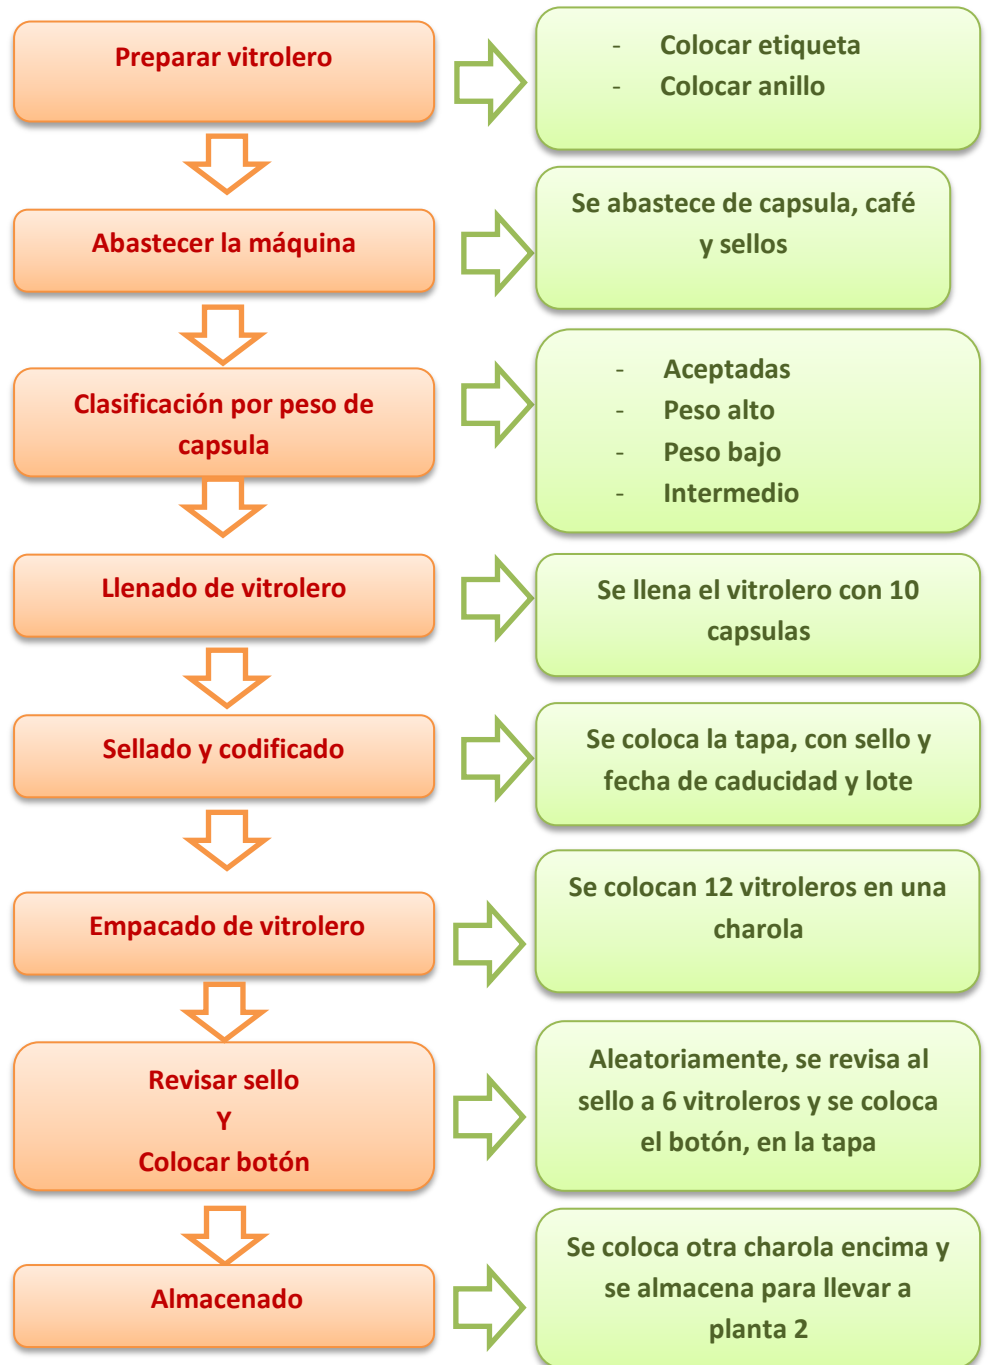 Preparar vitrolero
- Colocar etiqueta
- Colocar anillo
Abastecer la máquina
Se abastece de capsula, café
y sellos
Clasificación por peso de
capsula
- Aceptadas
- Peso alto
- Peso bajo
- Intermedio
Llenado de vitrolero
Se llena el vitrolero con 10
capsulas
Sellado y codificado
Se coloca la tapa, con sello y
fecha de caducidad y lote
Empacado de vitrolero
Se colocan 12 vitroleros en una
charola
Revisar sello
Y
Colocar botón
Aleatoriamente, se revisa al
sello a 6 vitroleros y se coloca
el botón, en la tapa
Almacenado
Se coloca otra charola encima y
se almacena para llevar a
planta 2